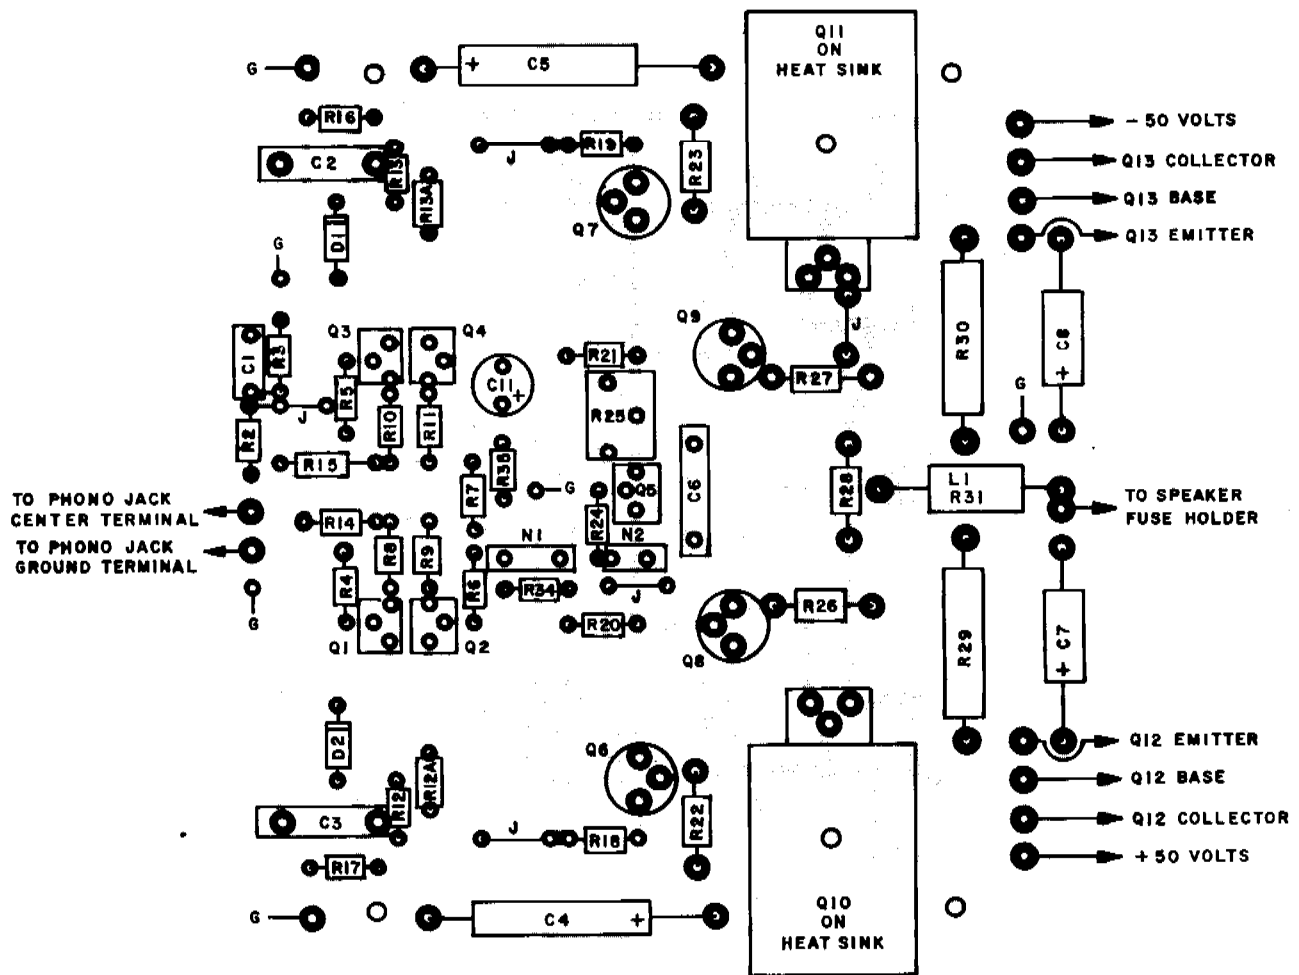 Q11
ON
HEAT SINK
G
+ C5
- 50 VOLTS
R16
R19
R23
J
Q13 COLLECTOR
C2
R13
R13A
Q13 BASE
Q7
D1
G
Q13 EMITTER
Q3
Q4
Q9
J
C1
R3
R5
C11
+
R21
R30
C8
+
R27
G
R2
J
R10
R11
R25
R15
R7
R35
G
Q5
C6
R28
L1
R31
TO PHONO JACK
CENTER TERMINAL
TO SPEAKER
FUSE HOLDER
R14
R24
TO PHONO JACK
GROUND TERMINAL
R8
R9
N1
N2
R4
R6
R34
J
G
R26
R20
Q1
Q2
Q8
R29
C7
+
D2
Q6
Q12 EMITTER
R12
R12A
Q12 BASE
C3
J
R18
R22
Q12 COLLECTOR
R17
+ 50 VOLTS
G
C4 +
Q10
ON
HEAT SINK